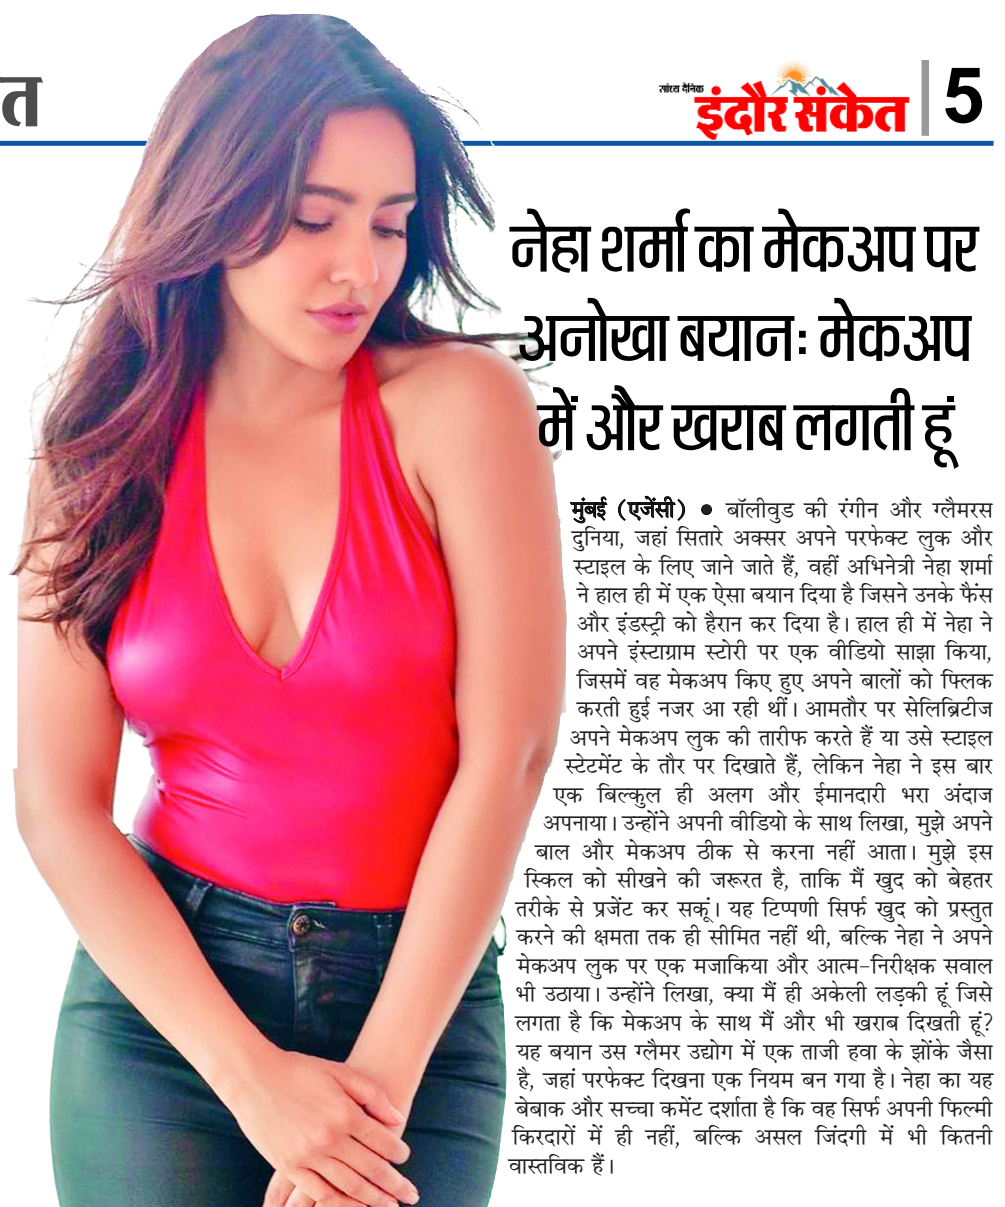 त
सांध्य दैनिक
इंदौर संकेत
5
नेहा शर्मा का मेकअप पर
अनोखा बयानः मेकअप
में और खराब लगती हूं
मुंबई (एजेंसी) ● बॉलीवुड की रंगीन और ग्लैमरस
दुनिया, जहां सितारे अक्सर अपने परफेक्ट लुक और
स्टाइल के लिए जाने जाते हैं, वहीं अभिनेत्री नेहा शर्मा
ने हाल ही में एक ऐसा बयान दिया है जिसने उनके फैंस
और इंडस्ट्री को हैरान कर दिया है। हाल ही में नेहा ने
अपने इंस्टाग्राम स्टोरी पर एक वीडियो साझा किया,
जिसमें वह मेकअप किए हुए अपने बालों को फ्लिक
करती हुई नजर आ रही थीं। आमतौर पर सेलिब्रिटीज
अपने मेकअप लुक की तारीफ करते हैं या उसे स्टाइल
स्टेटमेंट के तौर पर दिखाते हैं, लेकिन नेहा ने इस बार
एक बिल्कुल ही अलग और ईमानदारी भरा अंदाज
अपनाया। उन्होंने अपनी वीडियो के साथ लिखा, मुझे अपने
बाल और मेकअप ठीक से करना नहीं आता। मुझे इस
स्किल को सीखने की जरूरत है, ताकि मैं खुद को बेहतर
तरीके से प्रजेंट कर सकूं। यह टिप्पणी सिर्फ खुद को प्रस्तुत
करने की क्षमता तक ही सीमित नहीं थी, बल्कि नेहा ने अपने
मेकअप लुक पर एक मजाकिया और आत्म-निरीक्षक सवाल
भी उठाया। उन्होंने लिखा, क्या मैं ही अकेली लड़की हूं जिसे
लगता है कि मेकअप के साथ मैं और भी खराब दिखती हूं?
यह बयान उस ग्लैमर उद्योग में एक ताजी हवा के झोंके जैसा
है, जहां परफेक्ट दिखना एक नियम बन गया है। नेहा का यह
बेबाक और सच्चा कमेंट दर्शाता है कि वह सिर्फ अपनी फिल्मी
किरदारों में ही नहीं, बल्कि असल जिंदगी में भी कितनी
वास्तविक हैं।